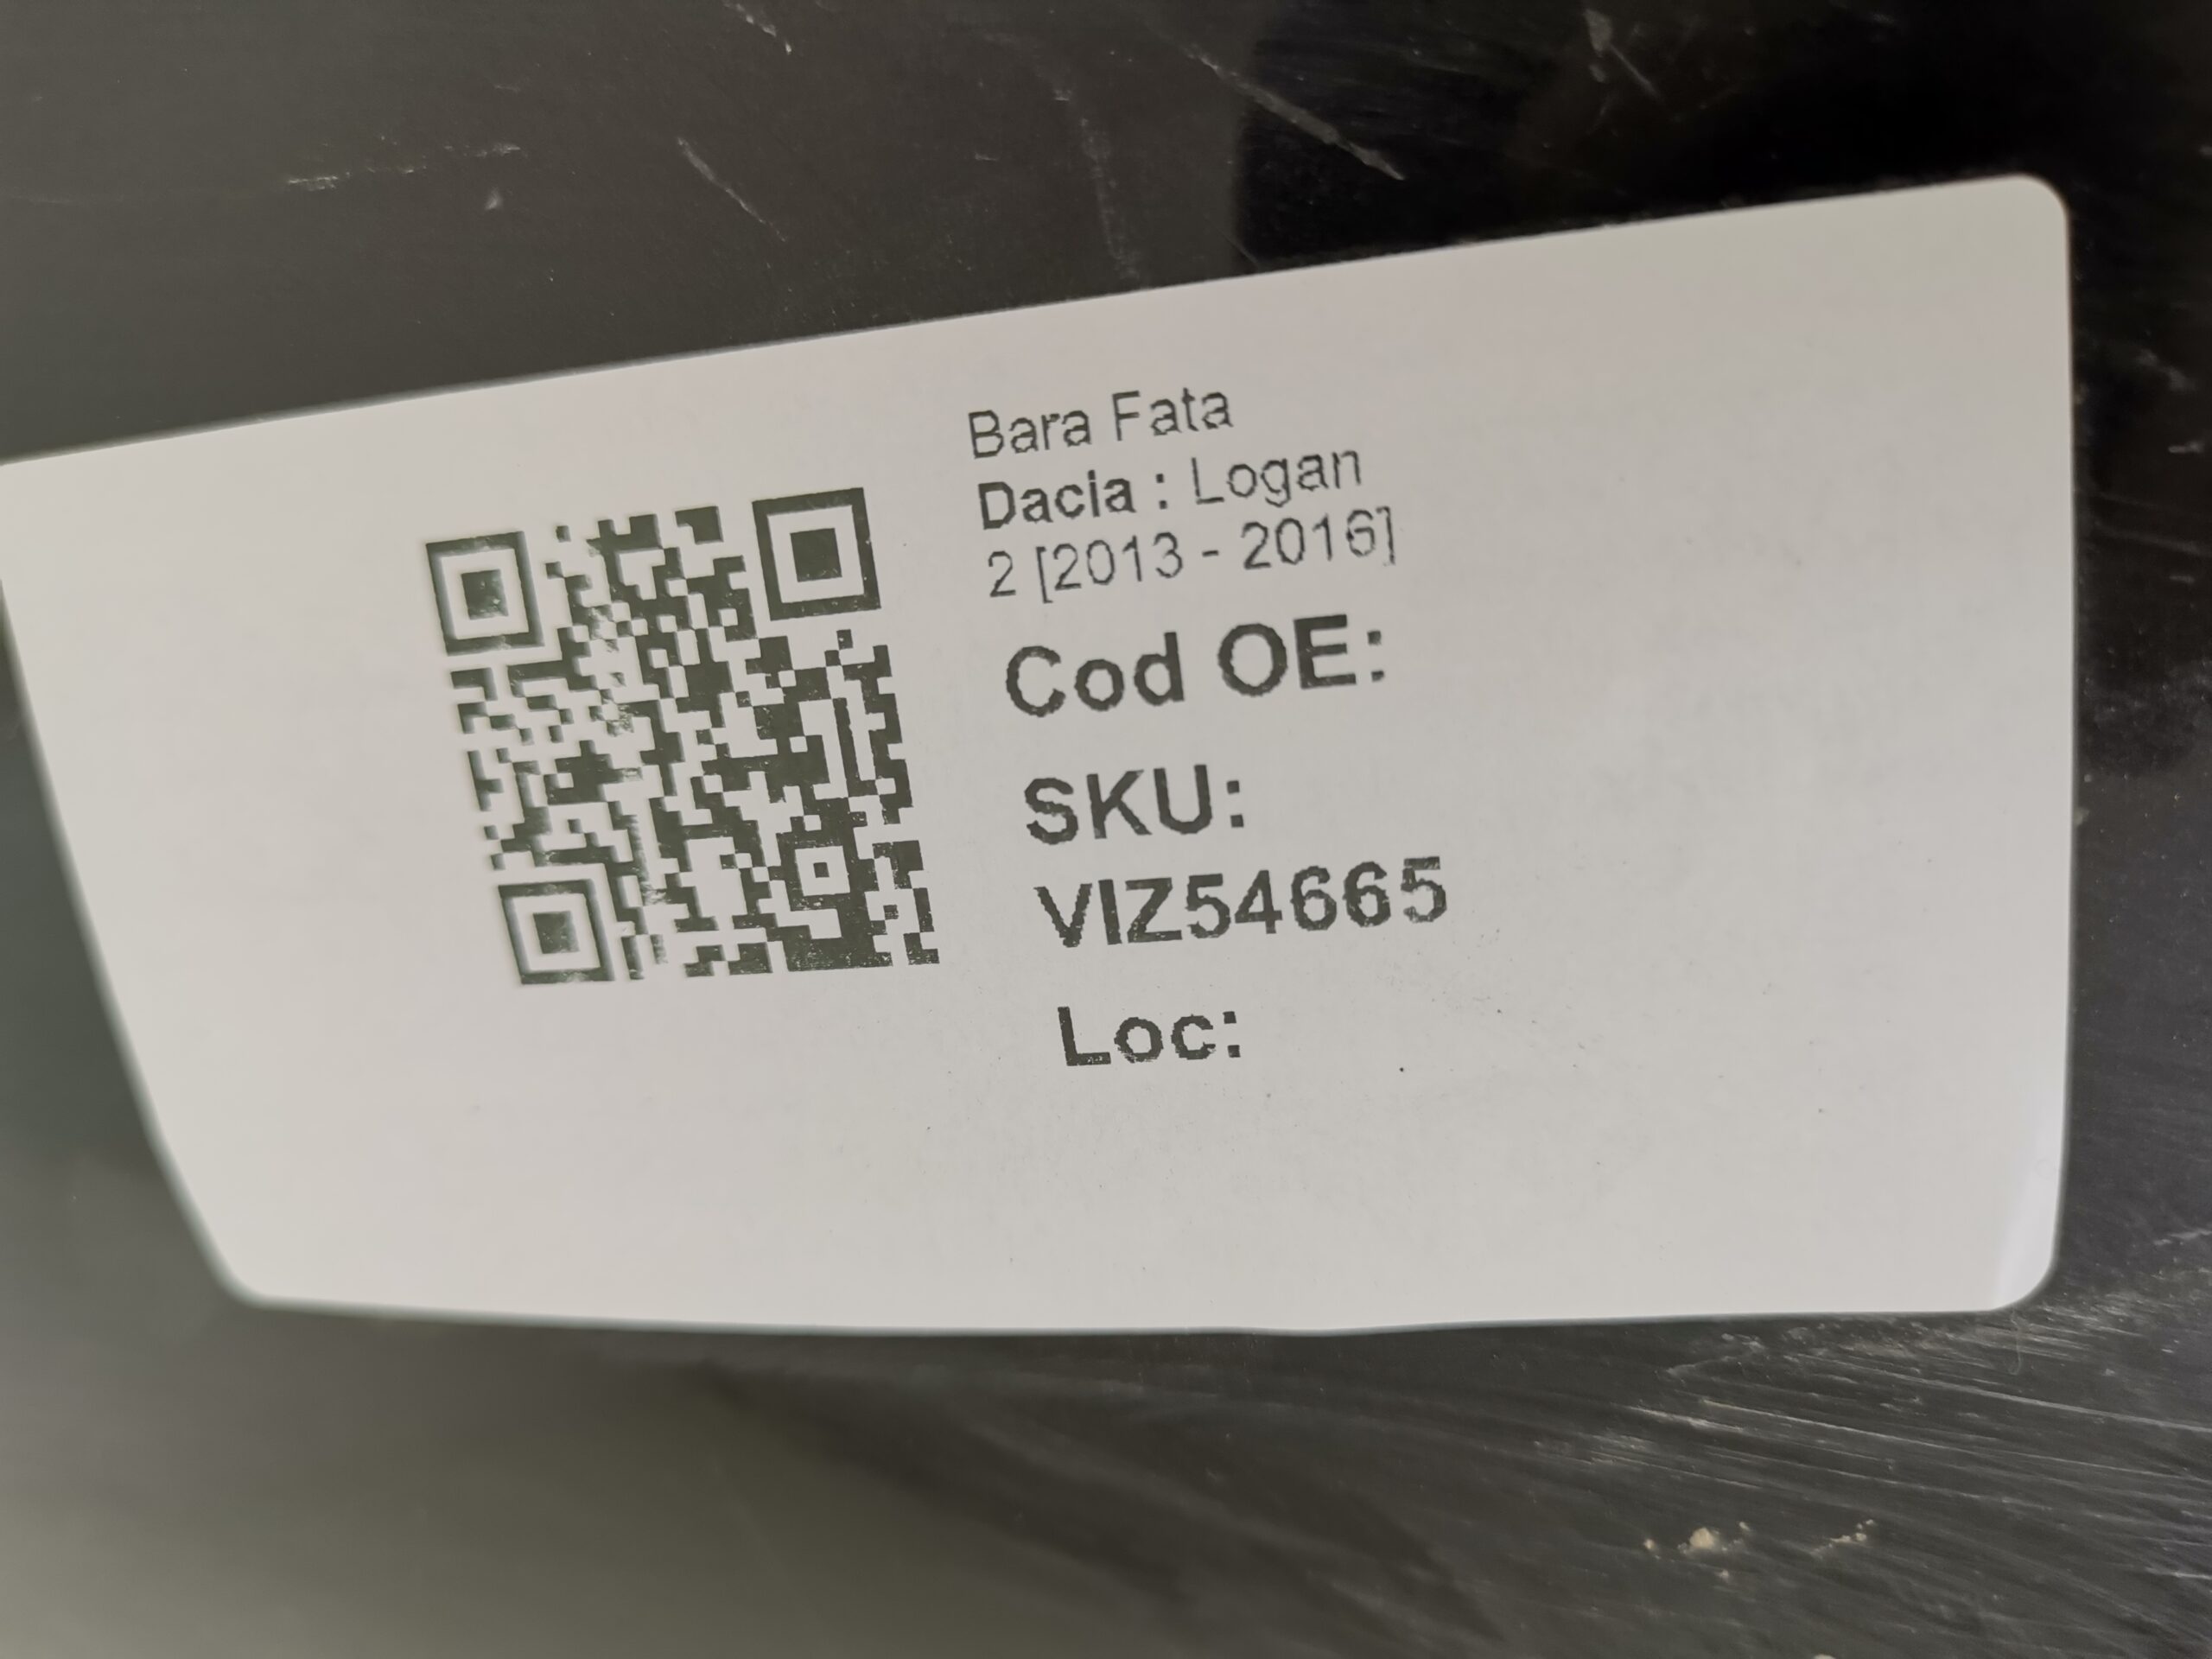 Bara Fata
Dacia : Logan
2 [2013 - 2016]
Cod OE:
SKU:
VIZ54665
Loc: